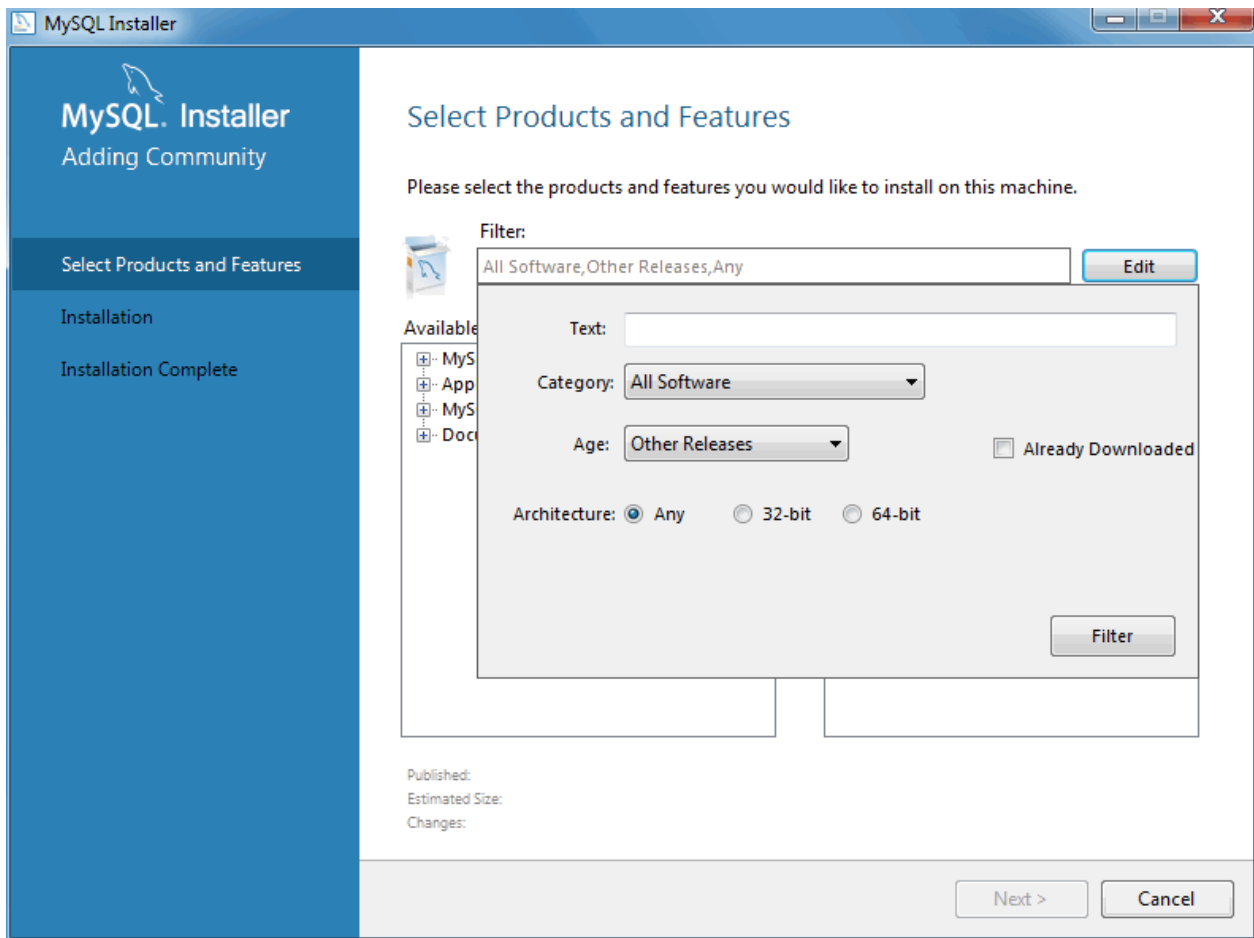 MySQL Installer
MySQL. Installer
Adding Community
Select Products and Features
Installation
Installation Complete
Select Products and Features
Please select the products and features you would like to install on this machine.
Filter:
All Software,Other Releases,Any
Edit
Available
Text:
Category: All Software
Age: Other Releases
Already Downloaded
Architecture: Any 32-bit 64-bit
Filter
Published:
Estimated Size:
Changes:
Next >
Cancel